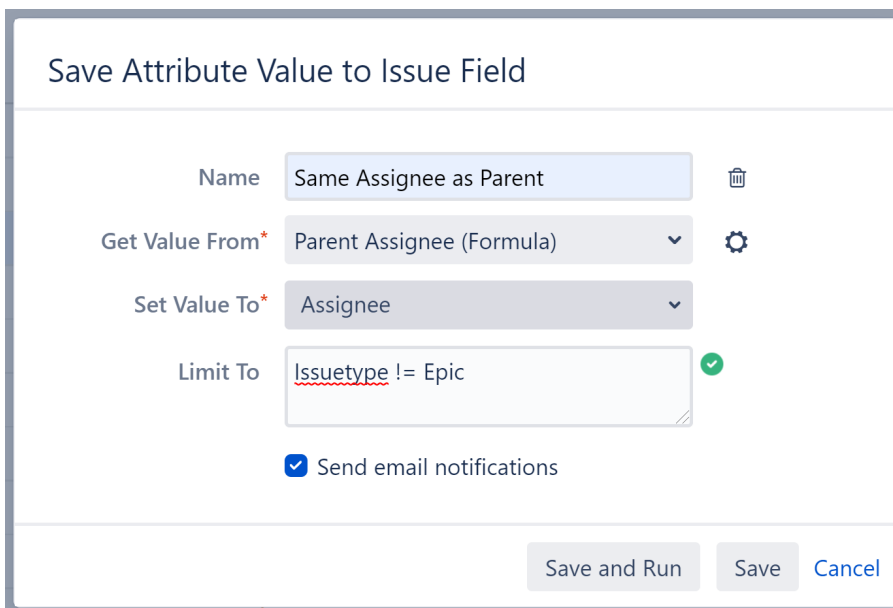 Save Attribute Value to Issue Field
Name
Same Assignee as Parent
Get Value From*
Parent Assignee (Formula)
Set Value To*
Assignee
Limit To
Issuetype != Epic
Send email notifications
Save and Run
Save
Cancel